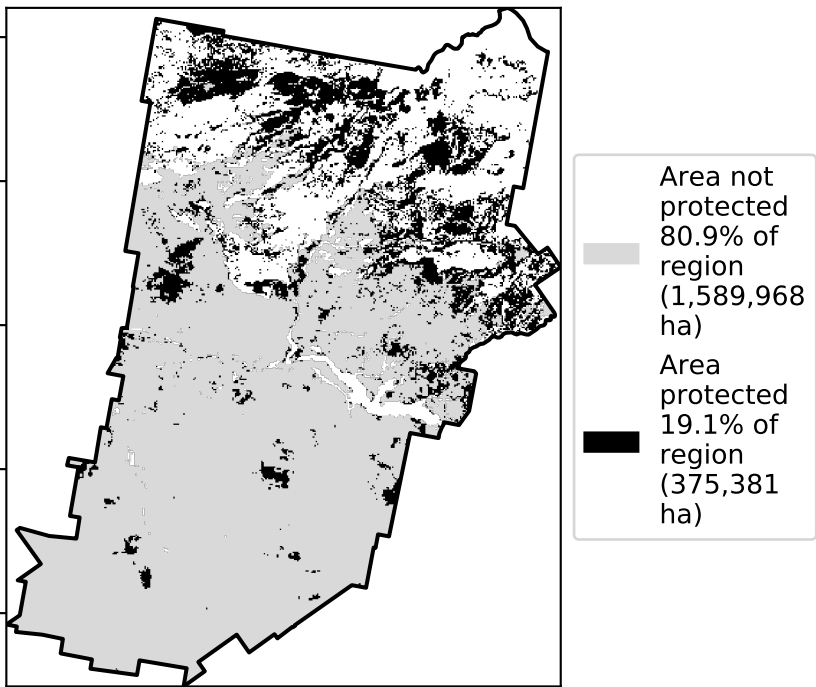 Area not
protected
80.9% of
region
(1,589,968
ha)
Area
protected
19.1% of
region
(375,381
ha)